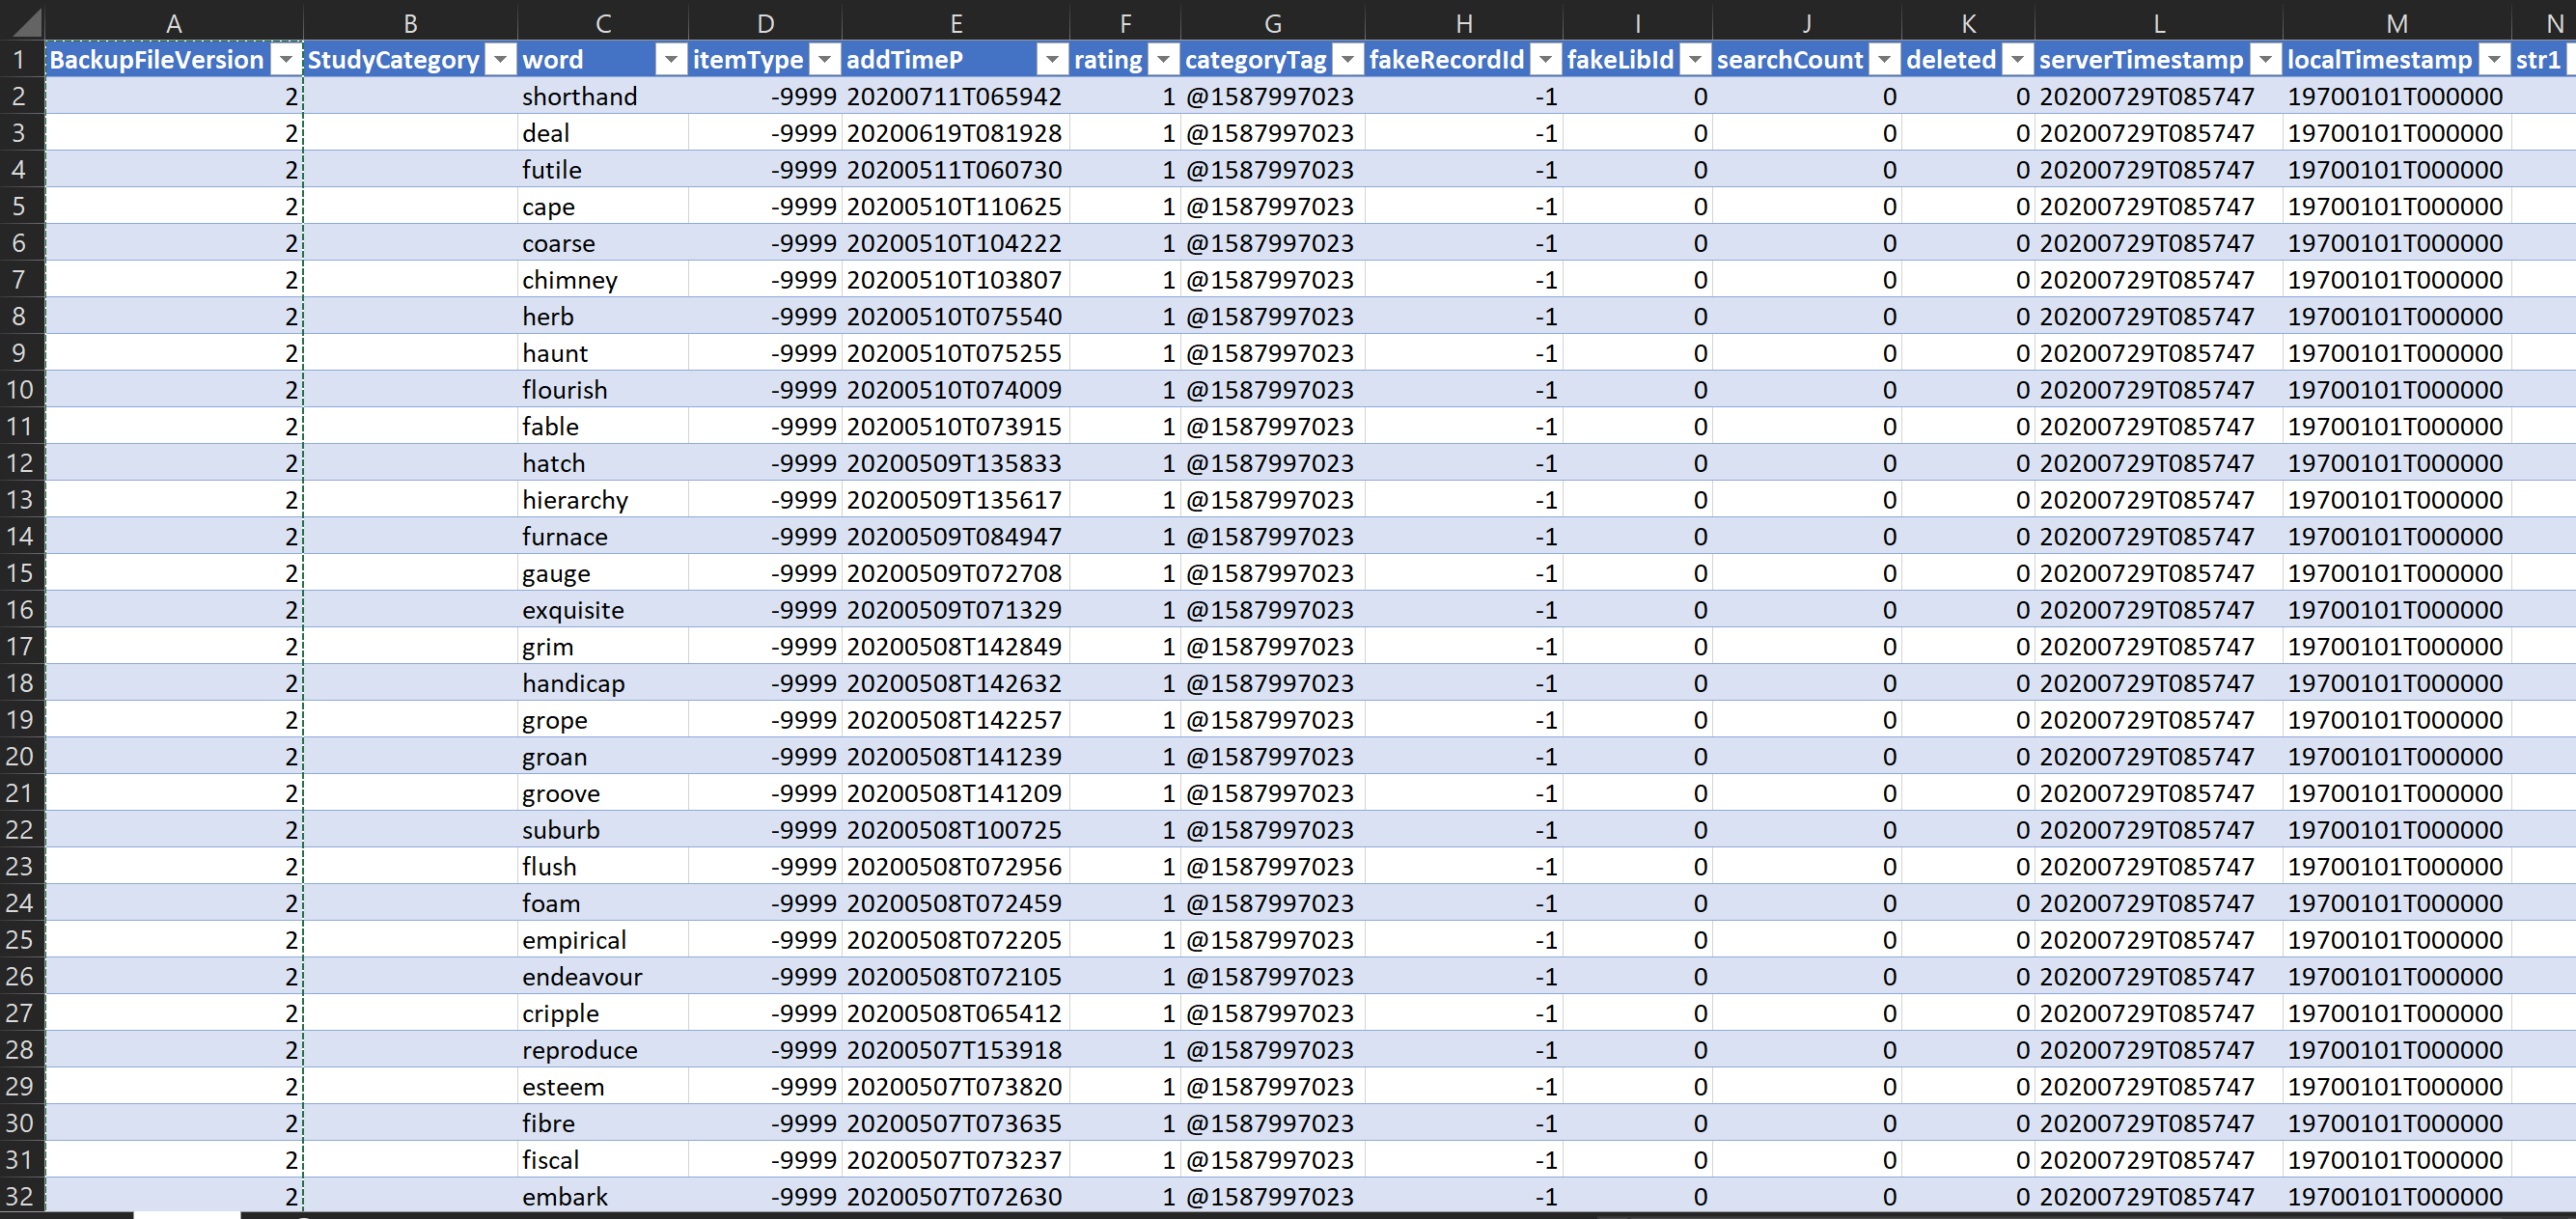 A B C D E F G H I J K L M N
1 BackupFileVersion StudyCategory word itemType addTimeP rating categoryTag fakeRecordId fakeLibId searchCount deleted serverTimestamp localTimestamp str1
2 2 shorthand -9999 20200711T065942 1 @1587997023 -1 0 0 0 20200729T085747 19700101T000000
3 2 deal -9999 20200619T081928 1 @1587997023 -1 0 0 0 20200729T085747 19700101T000000
4 2 futile -9999 20200511T060730 1 @1587997023 -1 0 0 0 20200729T085747 19700101T000000
5 2 cape -9999 20200510T110625 1 @1587997023 -1 0 0 0 20200729T085747 19700101T000000
6 2 coarse -9999 20200510T104222 1 @1587997023 -1 0 0 0 20200729T085747 19700101T000000
7 2 chimney -9999 20200510T103807 1 @1587997023 -1 0 0 0 20200729T085747 19700101T000000
8 2 herb -9999 20200510T075540 1 @1587997023 -1 0 0 0 20200729T085747 19700101T000000
9 2 haunt -9999 20200510T075255 1 @1587997023 -1 0 0 0 20200729T085747 19700101T000000
10 2 flourish -9999 20200510T074009 1 @1587997023 -1 0 0 0 20200729T085747 19700101T000000
11 2 fable -9999 20200510T073915 1 @1587997023 -1 0 0 0 20200729T085747 19700101T000000
12 2 hatch -9999 20200509T135833 1 @1587997023 -1 0 0 0 20200729T085747 19700101T000000
13 2 hierarchy -9999 20200509T135617 1 @1587997023 -1 0 0 0 20200729T085747 19700101T000000
14 2 furnace -9999 20200509T084947 1 @1587997023 -1 0 0 0 20200729T085747 19700101T000000
15 2 gauge -9999 20200509T072708 1 @1587997023 -1 0 0 0 20200729T085747 19700101T000000
16 2 exquisite -9999 20200509T071329 1 @1587997023 -1 0 0 0 20200729T085747 19700101T000000
17 2 grim -9999 20200508T142849 1 @1587997023 -1 0 0 0 20200729T085747 19700101T000000
18 2 handicap -9999 20200508T142632 1 @1587997023 -1 0 0 0 20200729T085747 19700101T000000
19 2 grope -9999 20200508T142257 1 @1587997023 -1 0 0 0 20200729T085747 19700101T000000
20 2 groan -9999 20200508T141239 1 @1587997023 -1 0 0 0 20200729T085747 19700101T000000
21 2 groove -9999 20200508T141209 1 @1587997023 -1 0 0 0 20200729T085747 19700101T000000
22 2 suburb -9999 20200508T100725 1 @1587997023 -1 0 0 0 20200729T085747 19700101T000000
23 2 flush -9999 20200508T072956 1 @1587997023 -1 0 0 0 20200729T085747 19700101T000000
24 2 foam -9999 20200508T072459 1 @1587997023 -1 0 0 0 20200729T085747 19700101T000000
25 2 empirical -9999 20200508T072205 1 @1587997023 -1 0 0 0 20200729T085747 19700101T000000
26 2 endeavour -9999 20200508T072105 1 @1587997023 -1 0 0 0 20200729T085747 19700101T000000
27 2 cripple -9999 20200508T065412 1 @1587997023 -1 0 0 0 20200729T085747 19700101T000000
28 2 reproduce -9999 20200507T153918 1 @1587997023 -1 0 0 0 20200729T085747 19700101T000000
29 2 esteem -9999 20200507T073820 1 @1587997023 -1 0 0 0 20200729T085747 19700101T000000
30 2 fibre -9999 20200507T073635 1 @1587997023 -1 0 0 0 20200729T085747 19700101T000000
31 2 fiscal -9999 20200507T073237 1 @1587997023 -1 0 0 0 20200729T085747 19700101T000000
32 2 embark -9999 20200507T072630 1 @1587997023 -1 0 0 0 20200729T085747 19700101T000000